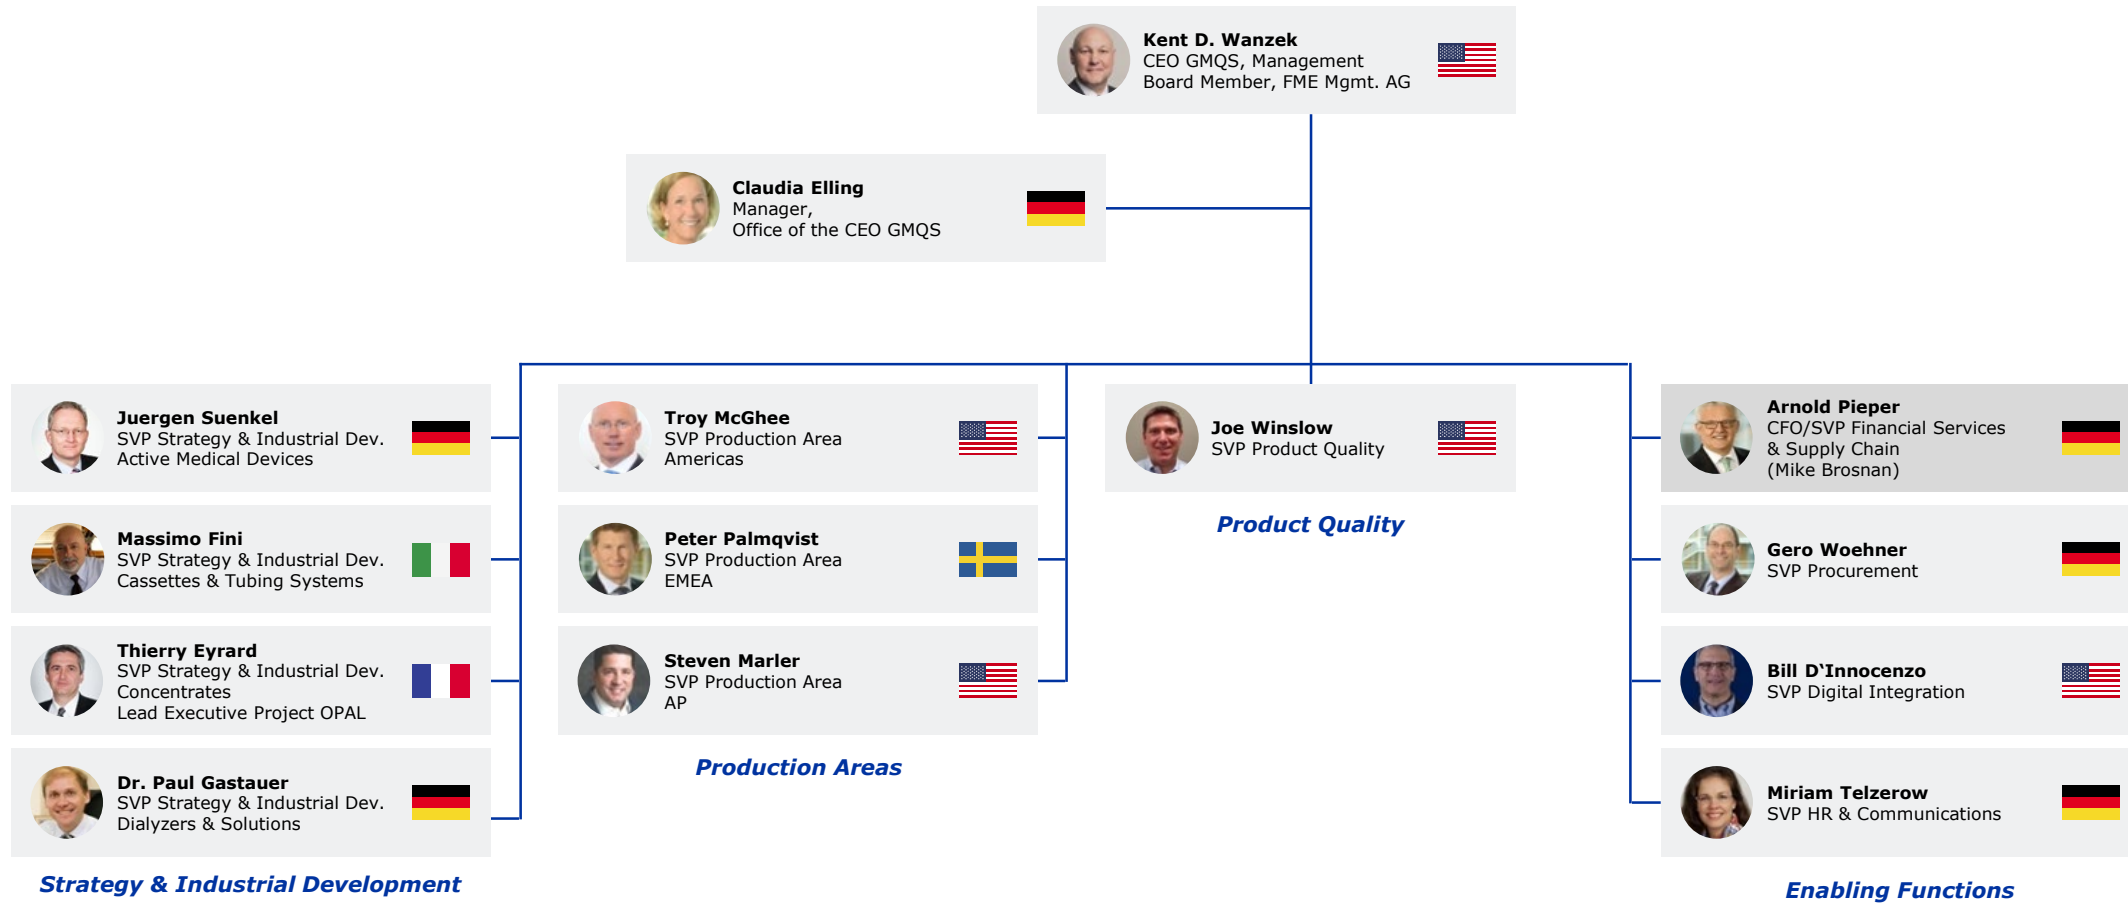 Kent D. Wanzek
CEO GMQS, Management
Board Member, FME Mgmt. AG
Claudia Elling
Manager,
Office of the CEO GMQS
Juergen Suenkel
SVP Strategy & Industrial Dev.
Active Medical Devices
Massimo Fini
SVP Strategy & Industrial Dev.
Cassettes & Tubing Systems
Thierry Eyrard
SVP Strategy & Industrial Dev.
Concentrates
Lead Executive Project OPAL
Dr. Paul Gastauer
SVP Strategy & Industrial Dev.
Dialyzers & Solutions
Strategy & Industrial Development
Troy McGhee
SVP Production Area
Americas
Peter Palmqvist
SVP Production Area
EMEA
Steven Marler
SVP Production Area
AP
Production Areas
Joe Winslow
SVP Product Quality
Product Quality
Arnold Pieper
CFO/SVP Financial Services
& Supply Chain
(Mike Brosnan)
Gero Woehner
SVP Procurement
Bill D‘Innocenzo
SVP Digital Integration
Miriam Telzerow
SVP HR & Communications
Enabling Functions